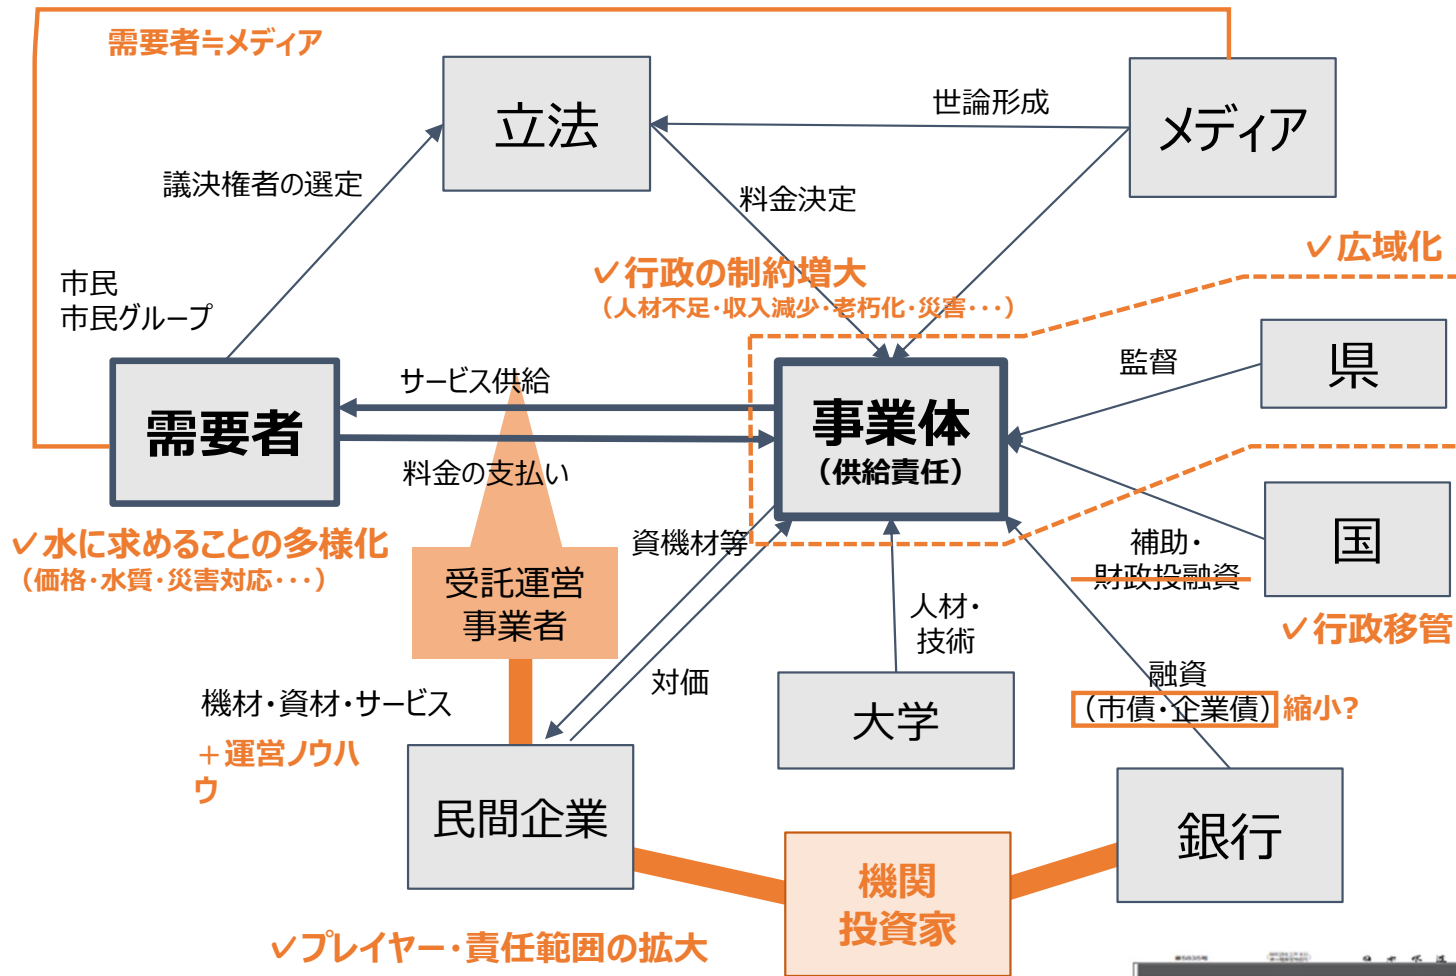 需要者≒メディア
立法
世論形成
メディア
議決権者の選定
料金決定
✓広域化
✓行政の制約増大
（人材不足・収入減少・老朽化・災害・・・）
市民
市民グループ
県
監督
サービス供給
需要者
事業体
（供給責任）
料金の支払い
✓水に求めることの多様化
（価格・水質・災害対応・・・）
資機材等
補助・
財政投融資
国
受託運営
事業者
人材・
技術
✓行政移管
対価
融資
（市債・企業債）
縮小?
機材・資材・サービス
＋運営ノウハ
ウ
大学
民間企業
銀行
機関
投資家
✓プレイヤー・責任範囲の拡大